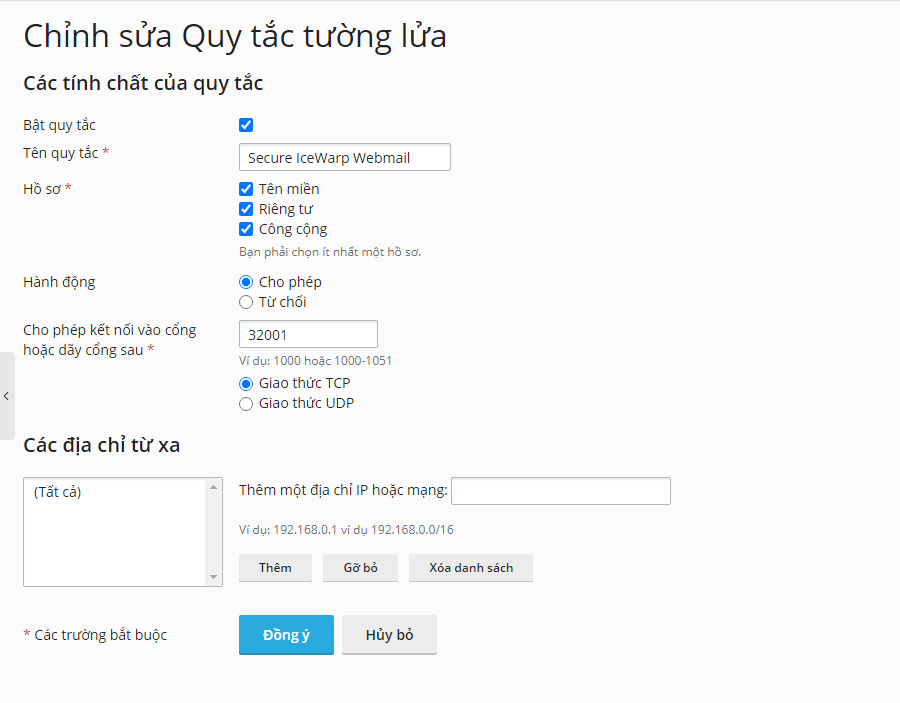 Chỉnh sửa Quy tắc tường lửa
Các tính chất của quy tắc
Bật quy tắc
Tên quy tắc *
Secure IceWarp Webmail
Hồ sơ *
Tên miền
Riêng tư
Công cộng
Bạn phải chọn ít nhất một hồ sơ.
Hành động
Cho phép
Từ chối
Cho phép kết nối vào cổng
hoặc dãy cổng sau *
32001
Ví dụ: 1000 hoặc 1000-1051
Giao thức TCP
Giao thức UDP
Các địa chỉ từ xa
(Tất cả)
Thêm một địa chỉ IP hoặc mạng:
Ví dụ: 192.168.0.1 ví dụ 192.168.0.0/16
Thêm
Gỡ bỏ
Xóa danh sách
* Các trường bắt buộc
Đồng ý
Hủy bỏ